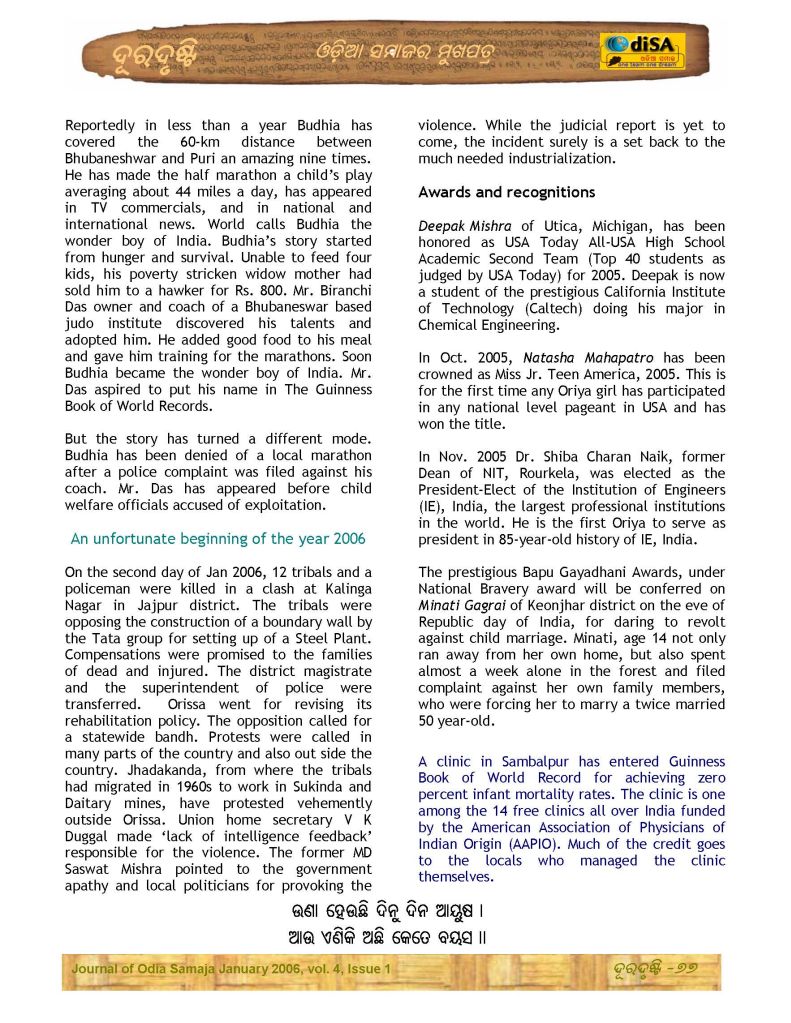 ଦୂରଦୃଷ୍ଟି
ଓଡ଼ିଆ ସମାଜର ମୁଖପତ୍ର
diSA
ଓଡ଼ିଆ ସମାଜ
one team one dream
Reportedly in less than a year Budhia has
covered the 60-km distance between
Bhubaneshwar and Puri an amazing nine times.
He has made the half marathon a child's play
averaging about 44 miles a day, has appeared
in TV commercials, and in national and
international news. World calls Budhia the
wonder boy of India. Budhia's story started
from hunger and survival. Unable to feed four
kids, his poverty stricken widow mother had
sold him to a hawker for Rs. 800. Mr. Biranchi
Das owner and coach of a Bhubaneswar based
judo institute discovered his talents and
adopted him. He added good food to his meal
and gave him training for the marathons. Soon
Budhia became the wonder boy of India. Mr.
Das aspired to put his name in The Guinness
Book of World Records.
But the story has turned a different mode.
Budhia has been denied of a local marathon
after a police complaint was filed against his
coach. Mr. Das has appeared before child
welfare officials accused of exploitation.
An unfortunate beginning of the year 2006
On the second day of Jan 2006, 12 tribals and a
policeman were killed in a clash at Kalinga
Nagar in Jajpur district. The tribals were
opposing the construction of a boundary wall by
the Tata group for setting up of a Steel Plant.
Compensations were promised to the families
of dead and injured. The district magistrate
and the superintendent of police were
transferred. Orissa went for revising its
rehabilitation policy. The opposition called for
a statewide bandh. Protests were called in
many parts of the country and also out side the
country. Jhadakanda, from where the tribals
had migrated in 1960s to work in Sukinda and
Daitary mines, have protested vehemently
outside Orissa. Union home secretary V K
Duggal made 'lack of intelligence feedback'
responsible for the violence. The former MD
Saswat Mishra pointed to the government
apathy and local politicians for provoking the
violence. While the judicial report is yet to
come, the incident surely is a set back to the
much needed industrialization.
Awards and recognitions
Deepak Mishra of Utica, Michigan, has been
honored as USA Today All-USA High School
Academic Second Team (Top 40 students as
judged by USA Today) for 2005. Deepak is now
a student of the prestigious California Institute
of Technology (Caltech) doing his major in
Chemical Engineering.
In Oct. 2005, Natasha Mahapatro has been
crowned as Miss Jr. Teen America, 2005. This is
for the first time any Oriya girl has participated
in any national level pageant in USA and has
won the title.
In Nov. 2005 Dr. Shiba Charan Naik, former
Dean of NIT, Rourkela, was elected as the
President-Elect of the Institution of Engineers
(IE), India, the largest professional institutions
in the world. He is the first Oriya to serve as
president in 85-year-old history of IE, India.
The prestigious Bapu Gayadhani Awards, under
National Bravery award will be conferred on
Minati Gagrai of Keonjhar district on the eve of
Republic day of India, for daring to revolt
against child marriage. Minati, age 14 not only
ran away from her own home, but also spent
almost a week alone in the forest and filed
complaint against her own family members,
who were forcing her to marry a twice married
50 year-old.
A clinic in Sambalpur has entered Guinness
Book of World Record for achieving zero
percent infant mortality rates. The clinic is one
among the 14 free clinics all over India funded
by the American Association of Physicians of
Indian Origin (AAPIO). Much of the credit goes
to the locals who managed the clinic
themselves.
ଊଣା ହେଉଛି ଦିନୁ ଦିନ ଆୟୁଷ ।
ଆଉ ଏଣିକି ଅଛି କେତେ ବୟସ ॥
Journal of Odia Samaja January 2006, vol. 4, Issue 1
ଦୂରଦୃଷ୍ଟି - ୭୭